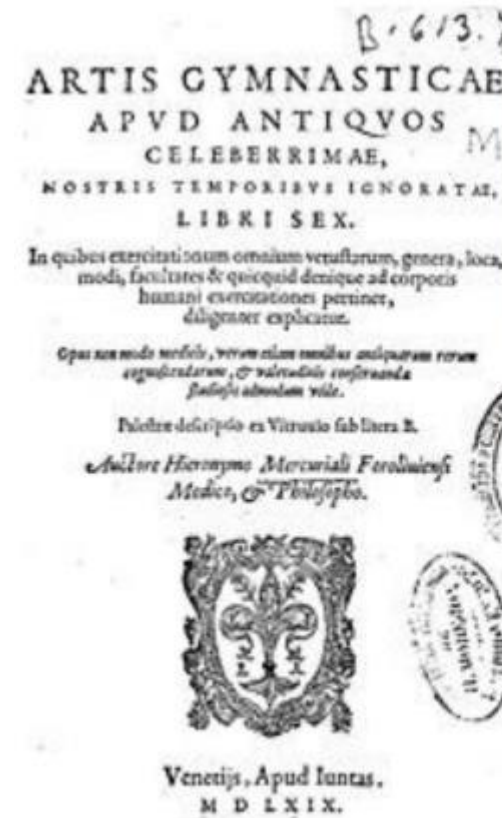 B.613.
ARTIS GYMNASTICAE
APVD ANTIQVOS
CELEBERRIMAE,
NOSTRIS TEMPORIBVS IGNORATAE,
LIBRI SEX.
In quibus exercitationum omnium vetustarum, genera, loca,
modi, facultates & quicquid denique ad corporis
humani exercitationes pertinet,
diligenter explicatur.
Opus non modo medicis, verum etiam omnibus antiquarum rerum
cognoscendarum, & valetudinis conseruandæ
studiosis admodum vtile.
Palestræ descriptio ex Vitruuio sub litera B.
Auctore Hieronymo Mercuriali Foroliuiensi
Medico, & Philosopho.
Venetijs, Apud Iuntas.
M D LXIX.